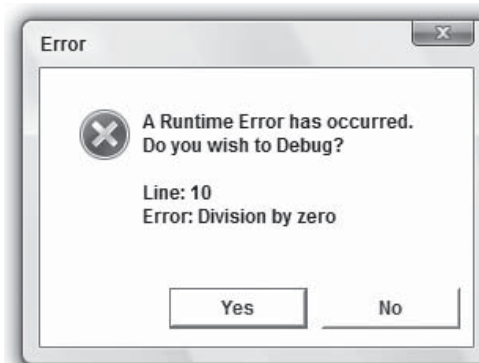 Error
A Runtime Error has occurred.
Do you wish to Debug?
Line: 10
Error: Division by zero
Yes
No